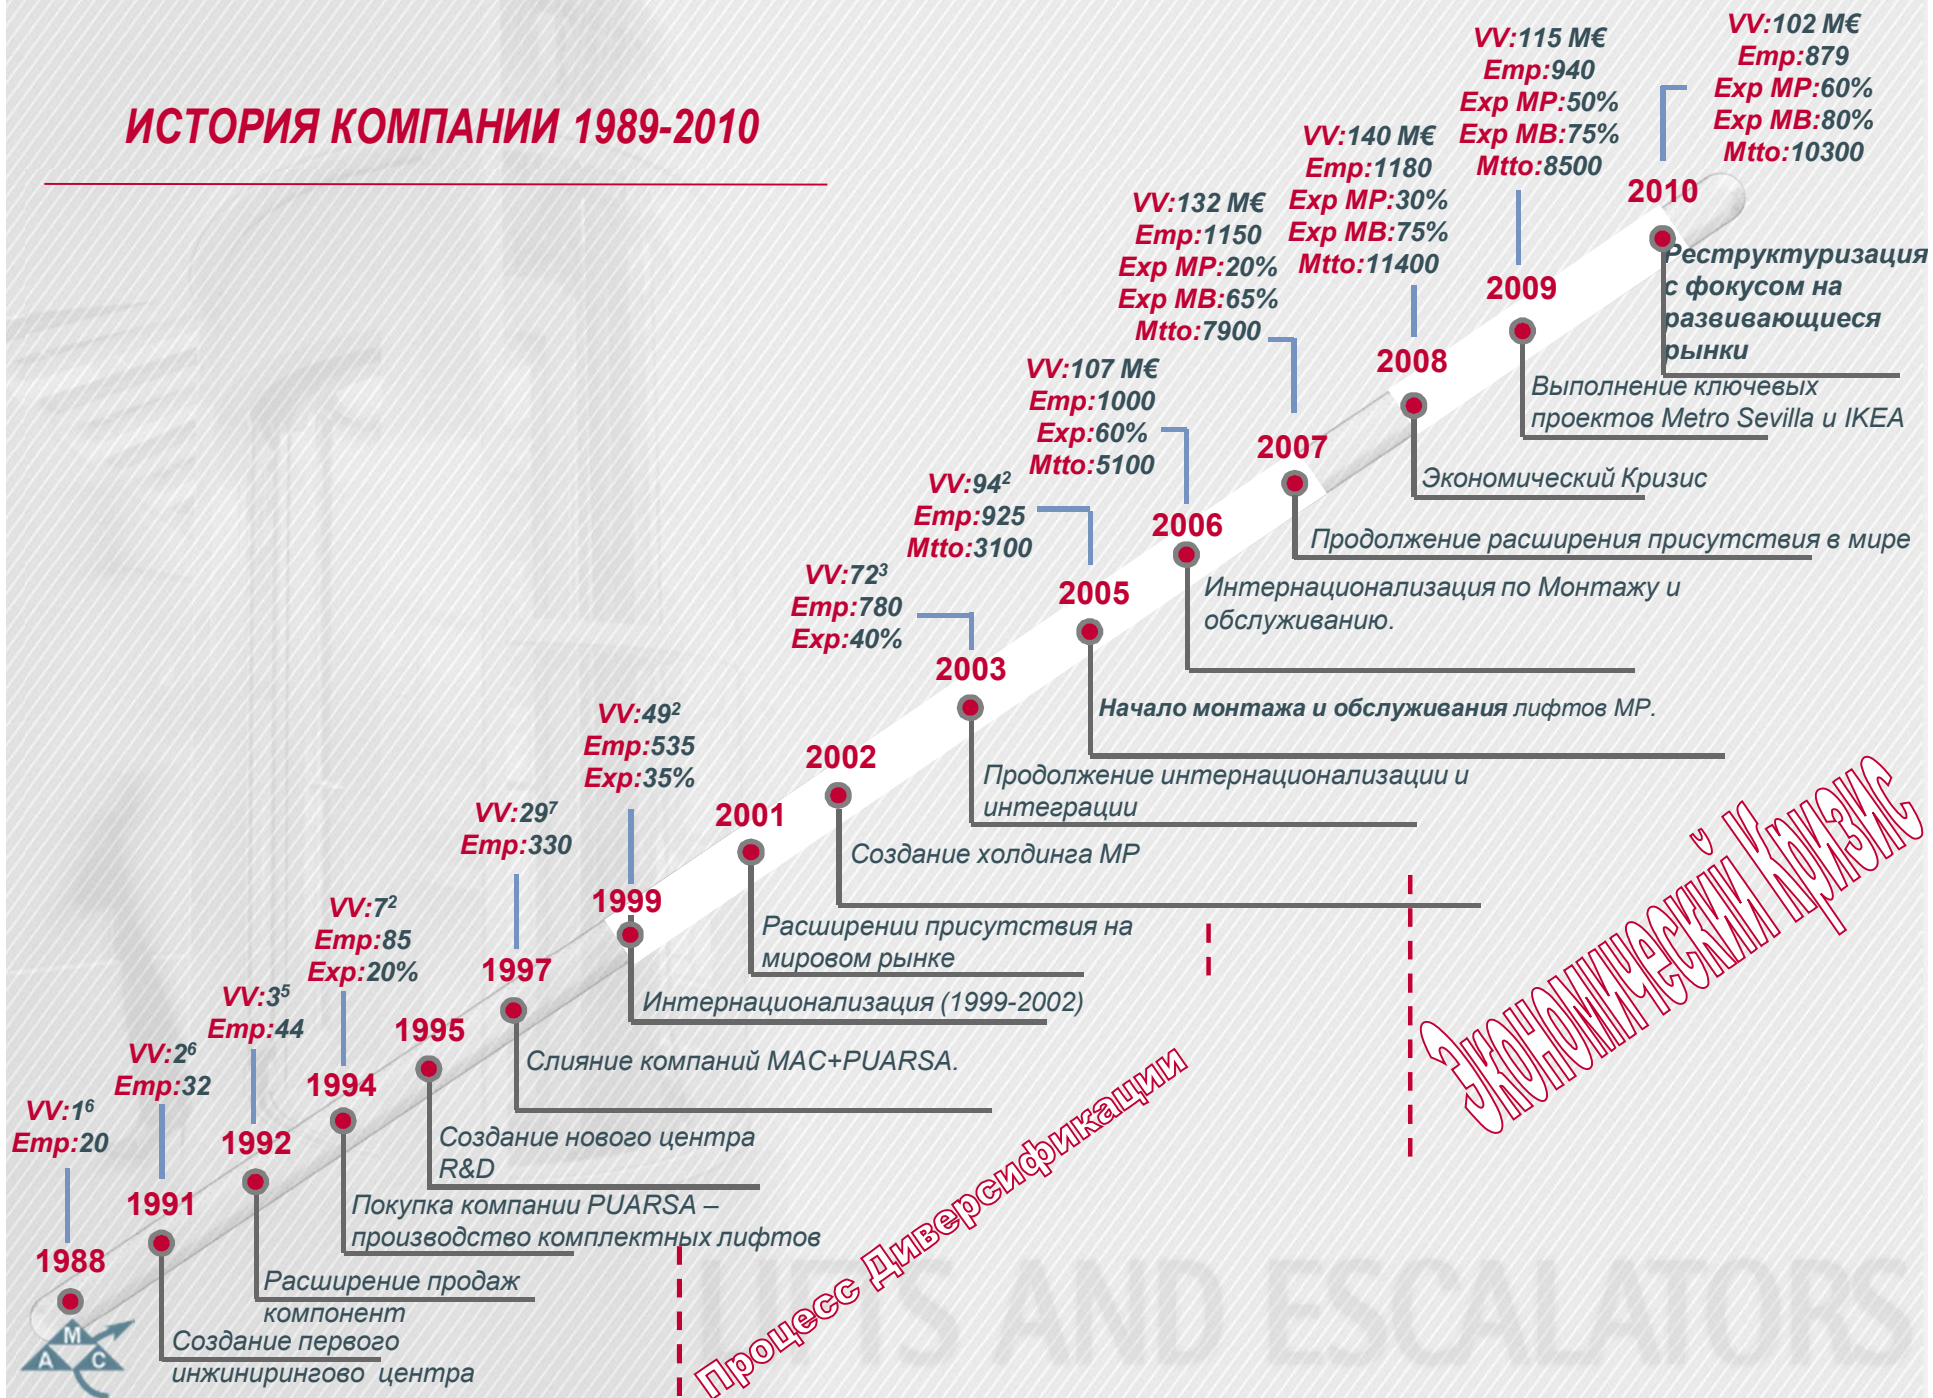 ИСТОРИЯ КОМПАНИИ 1989-2010
VV:102 M€
Emp:879
Exp MP:60%
Exp MB:80%
Mtto:10300
2010
Реструктуризация
с фокусом на
развивающиеся
рынки
VV:115 M€
Emp:940
Exp MP:50%
Exp MB:75%
Mtto:8500
2009
Выполнение ключевых
проектов Metro Sevilla и IKEA
VV:140 M€
Emp:1180
Exp MP:30%
Exp MB:75%
Mtto:11400
2008
Экономический Кризис
VV:132 M€
Emp:1150
Exp MP:20%
Exp MB:65%
Mtto:7900
2007
Продолжение расширения присутствия в мире
VV:107 M€
Emp:1000
Exp:60%
Mtto:5100
2006
Интернационализация по Монтажу и
обслуживанию.
VV:94²
Emp:925
Mtto:3100
2005
Начало монтажа и обслуживания лифтов MP.
VV:72³
Emp:780
Exp:40%
2003
Продолжение интернационализации и
интеграции
2002
Создание холдинга MP
2001
Расширении присутствия на
мировом рынке
VV:49²
Emp:535
Exp:35%
1999
Интернационализация (1999-2002)
VV:29⁷
Emp:330
1997
Слияние компаний MAC+PUARSA.
1995
Создание нового центра
R&D
VV:7²
Emp:85
Exp:20%
1994
Покупка компании PUARSA –
производство комплектных лифтов
VV:3⁵
Emp:44
1992
Расширение продаж
компонент
VV:2⁶
Emp:32
1991
Создание первого
инжинирингово центра
VV:1⁶
Emp:20
1988
M
A C
Процесс Диверсификации
Экономический Кризис
LIFTS AND ESCALATORS